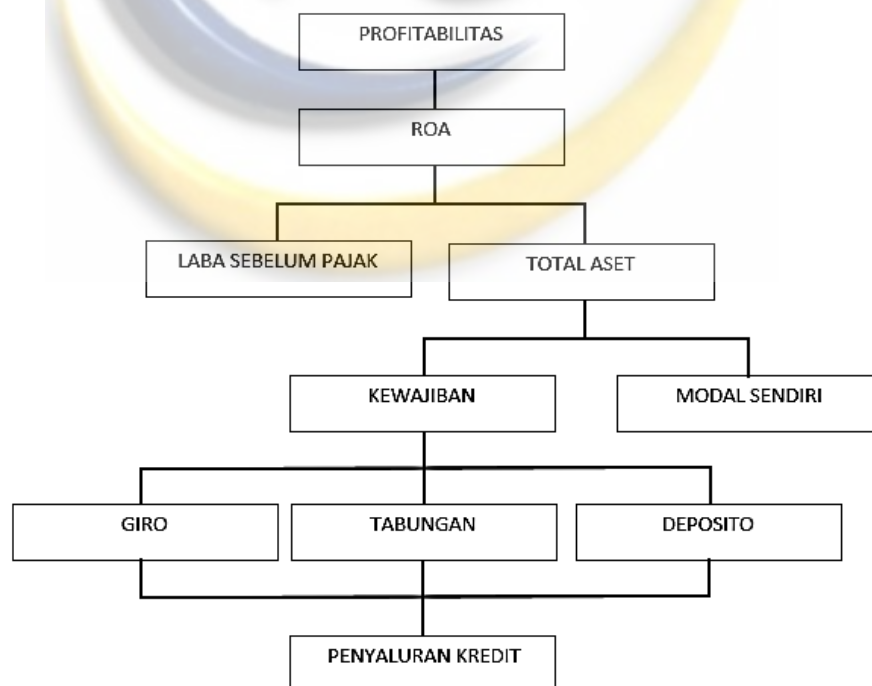 PROFITABILITAS
ROA
LABA SEBELUM PAJAK
TOTAL ASET
KEWAJIBAN
MODAL SENDIRI
GIRO
TABUNGAN
DEPOSITO
PENYALURAN KREDIT